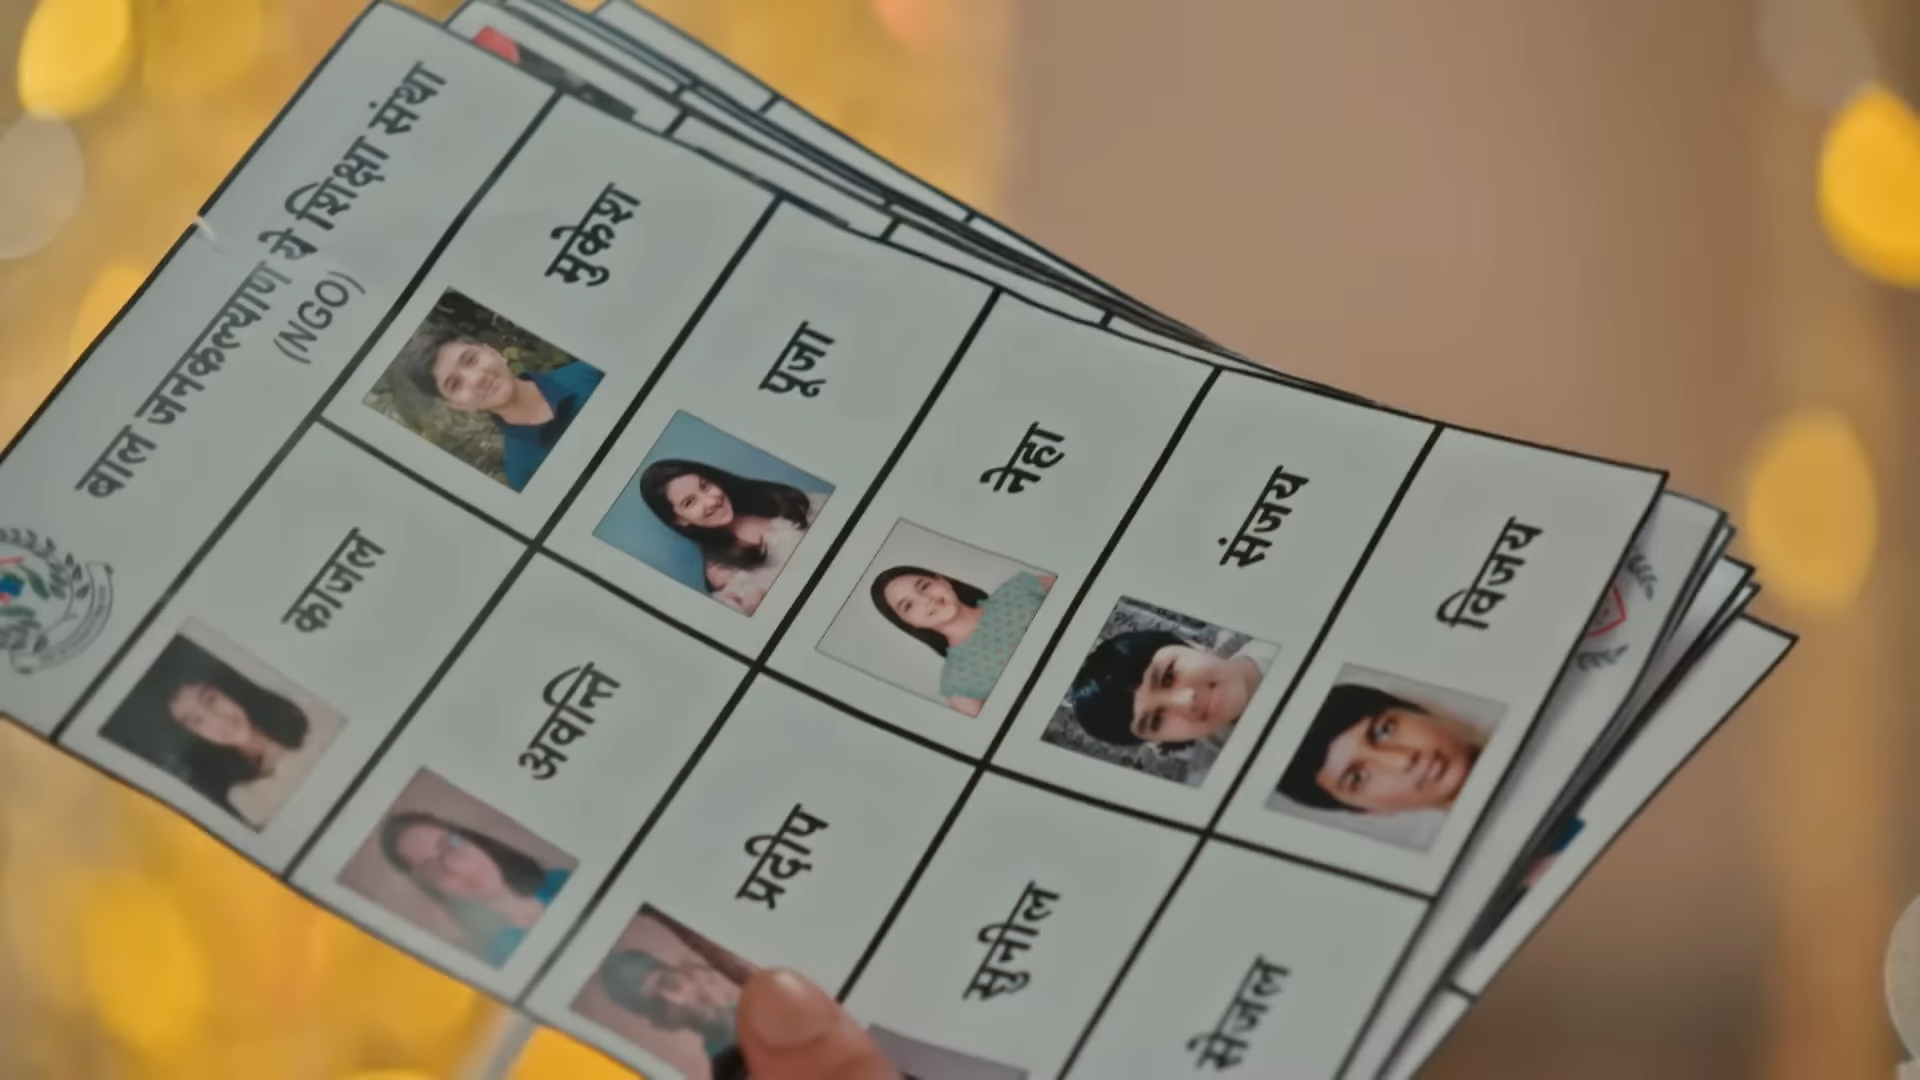 बाल जनकल्याण ये शिक्षा संथा
(NGO)
मुकेश
पूजा
नेहा
संजय
विजय
काजल
अवन्ति
प्रदीप
सुनील
सेजल